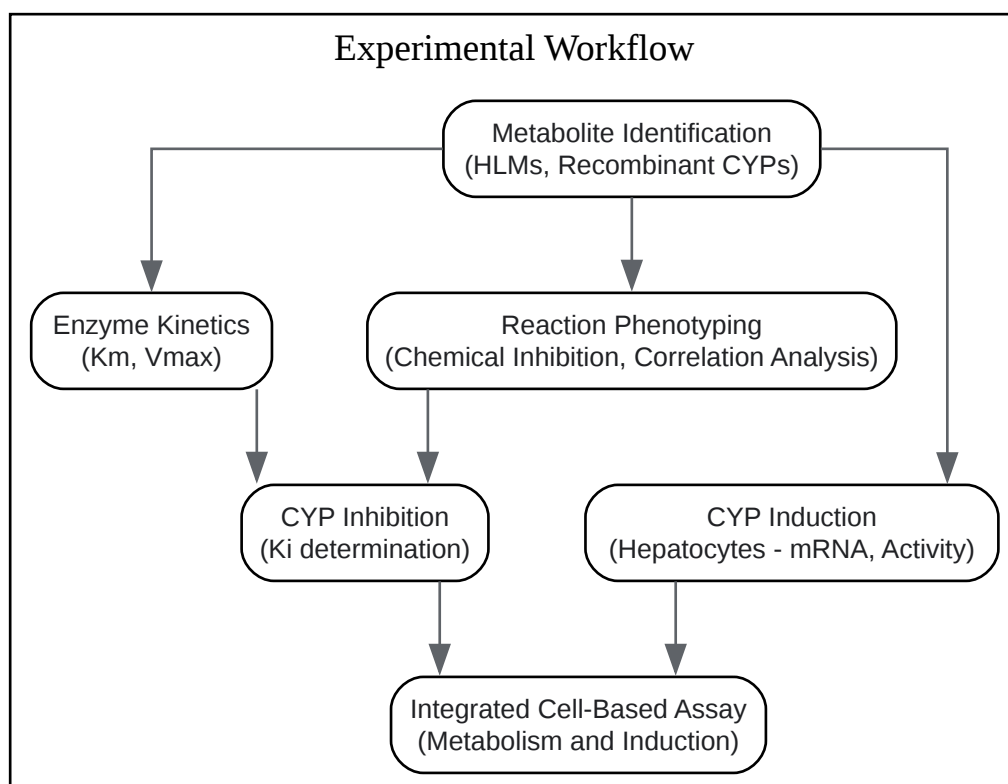 Experimental Workflow
Metabolite Identification
(HLMs, Recombinant CYPs)
Enzyme Kinetics
(Km, Vmax)
Reaction Phenotyping
(Chemical Inhibition, Correlation Analysis)
CYP Inhibition
(Ki determination)
CYP Induction
(Hepatocytes - mRNA, Activity)
Integrated Cell-Based Assay
(Metabolism and Induction)